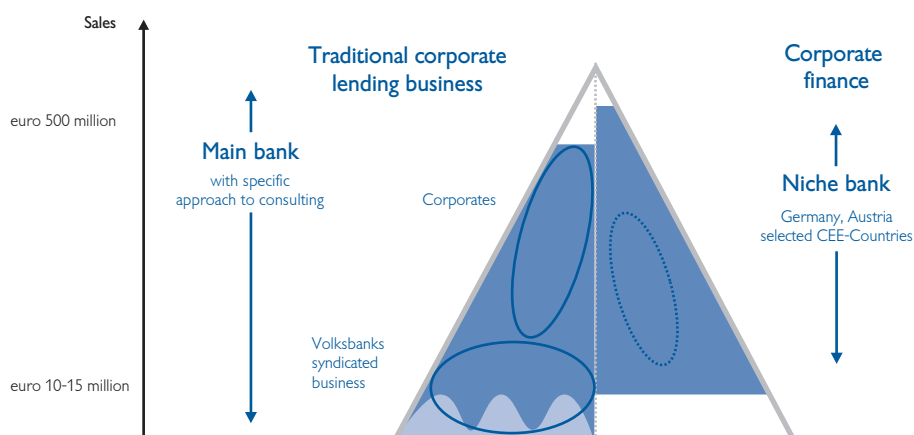 Sales
Traditional corporate
lending business
Corporate
finance
euro 500 million
Main bank
with specific
approach to consulting
Corporates
Niche bank
Germany, Austria
selected CEE-Countries
Volksbanks
syndicated
business
euro 10-15 million